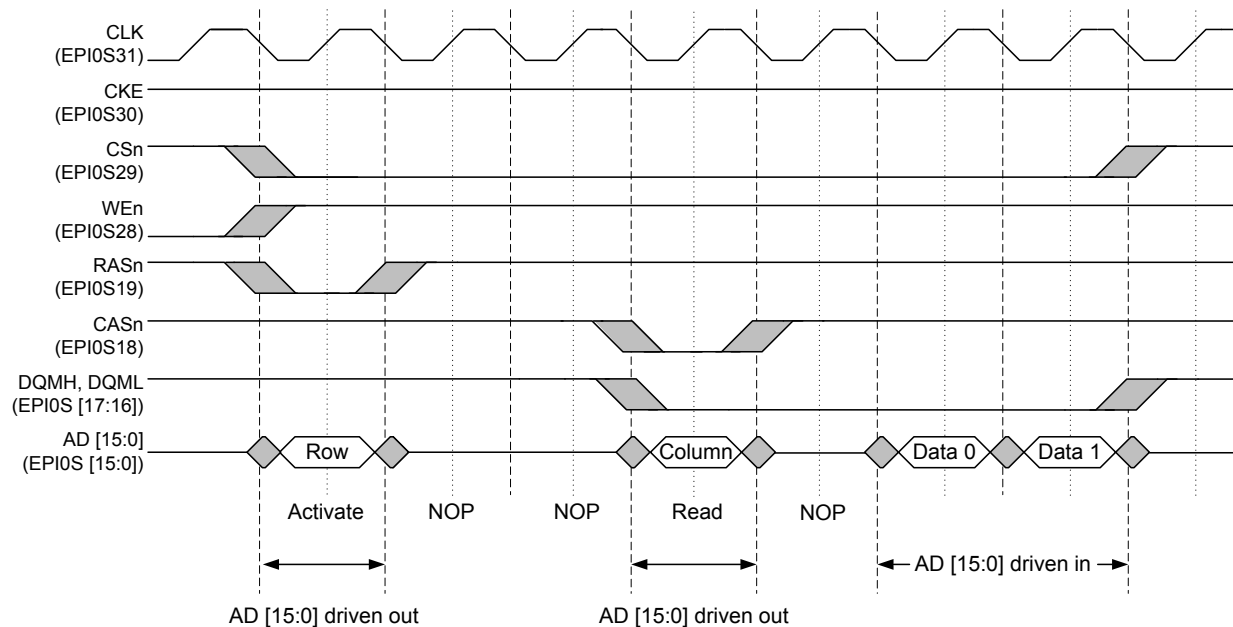 CLK
(EPI0S31)
CKE
(EPI0S30)
CSn
(EPI0S29)
WEn
(EPI0S28)
RASn
(EPI0S19)
CASn
(EPI0S18)
DQMH, DQML
(EPI0S [17:16])
AD [15:0]
(EPI0S [15:0])
Row Column Data 0 Data 1
Activate NOP NOP Read NOP
AD [15:0] driven in
AD [15:0] driven out AD [15:0] driven out